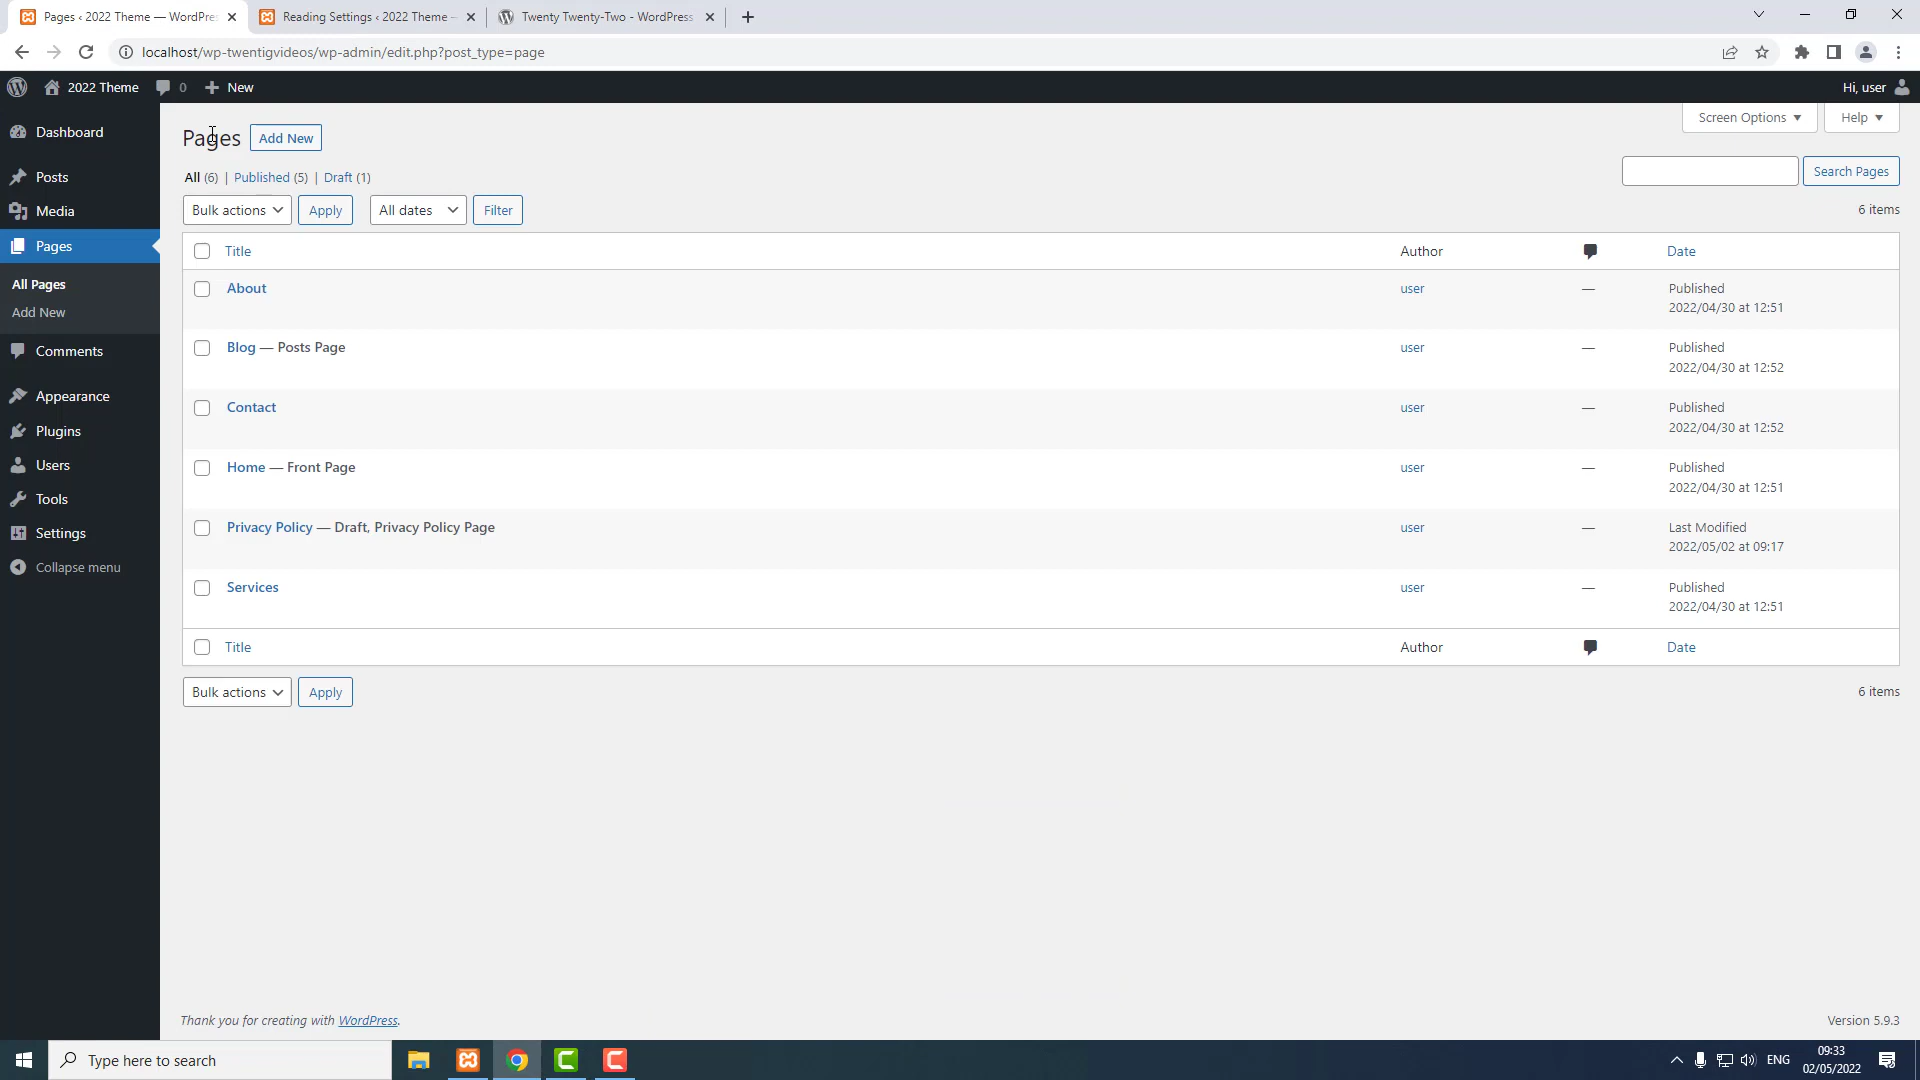 Pages ‹ 2022 Theme — WordPre
Reading Settings ‹ 2022 Theme —
Twenty Twenty-Two - WordPress
localhost/wp-twentigvideos/wp-admin/edit.php?post_type=page
2022 Theme
0
New
Hi, user
Dashboard
Posts
Media
Pages
All Pages
Add New
Comments
Appearance
Plugins
Users
Tools
Settings
Collapse menu
Pages
Add New
Screen Options
Help
All (6) | Published (5) | Draft (1)
Search Pages
Bulk actions
Apply
All dates
Filter
6 items
Title
Author
Date
About
user
—
Published
2022/04/30 at 12:51
Blog — Posts Page
user
—
Published
2022/04/30 at 12:52
Contact
user
—
Published
2022/04/30 at 12:52
Home — Front Page
user
—
Published
2022/04/30 at 12:51
Privacy Policy — Draft, Privacy Policy Page
user
—
Last Modified
2022/05/02 at 09:17
Services
user
—
Published
2022/04/30 at 12:51
Title
Author
Date
Bulk actions
Apply
6 items
Thank you for creating with WordPress.
Version 5.9.3
Type here to search
ENG
09:33
02/05/2022